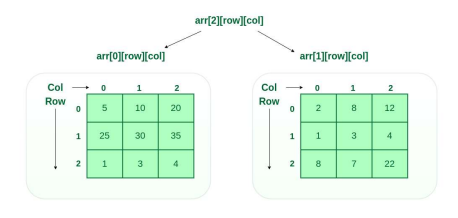 arr[2][row][col]
arr[0][row][col]
Col 0 1 2
Row
0 5 10 20
1 25 30 35
2 1 3 4
arr[1][row][col]
Col 0 1 2
Row
0 2 8 12
1 1 3 4
2 8 7 22